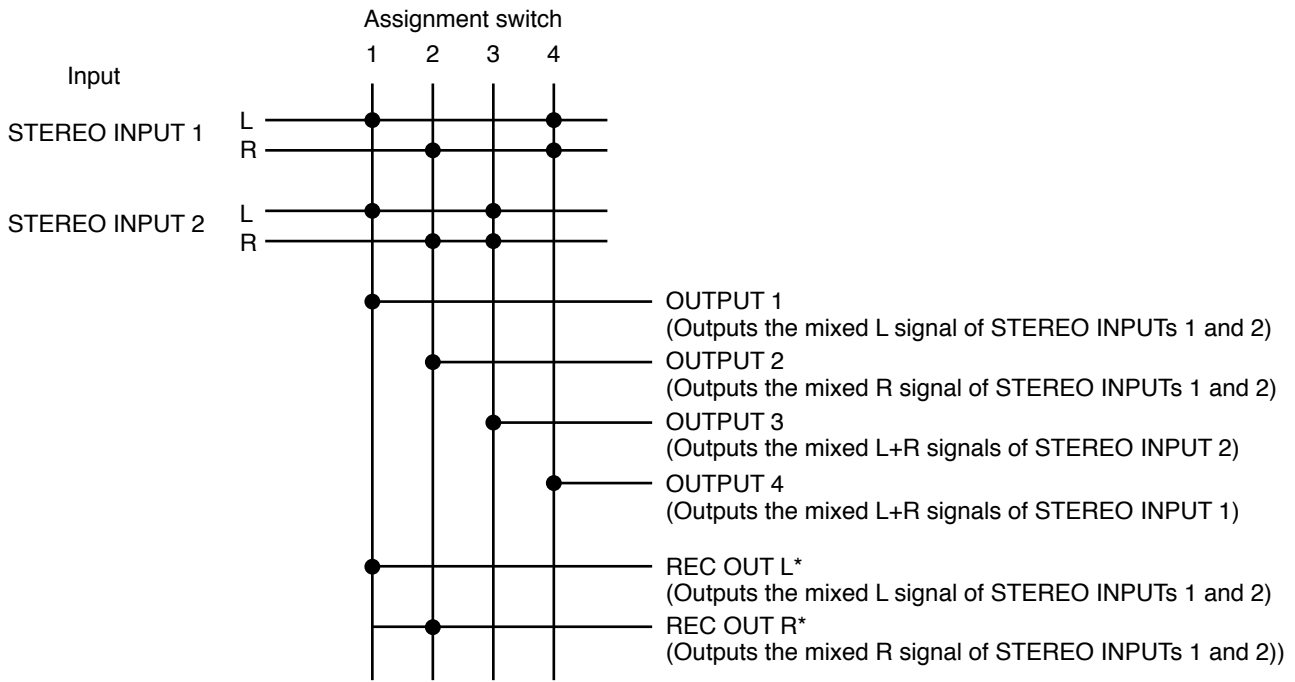 Assignment switch
1 2 3 4
Input
STEREO INPUT 1
L
R
STEREO INPUT 2
L
R
OUTPUT 1
(Outputs the mixed L signal of STEREO INPUTs 1 and 2)
OUTPUT 2
(Outputs the mixed R signal of STEREO INPUTs 1 and 2)
OUTPUT 3
(Outputs the mixed L+R signals of STEREO INPUT 2)
OUTPUT 4
(Outputs the mixed L+R signals of STEREO INPUT 1)
REC OUT L*
(Outputs the mixed L signal of STEREO INPUTs 1 and 2)
REC OUT R*
(Outputs the mixed R signal of STEREO INPUTs 1 and 2))